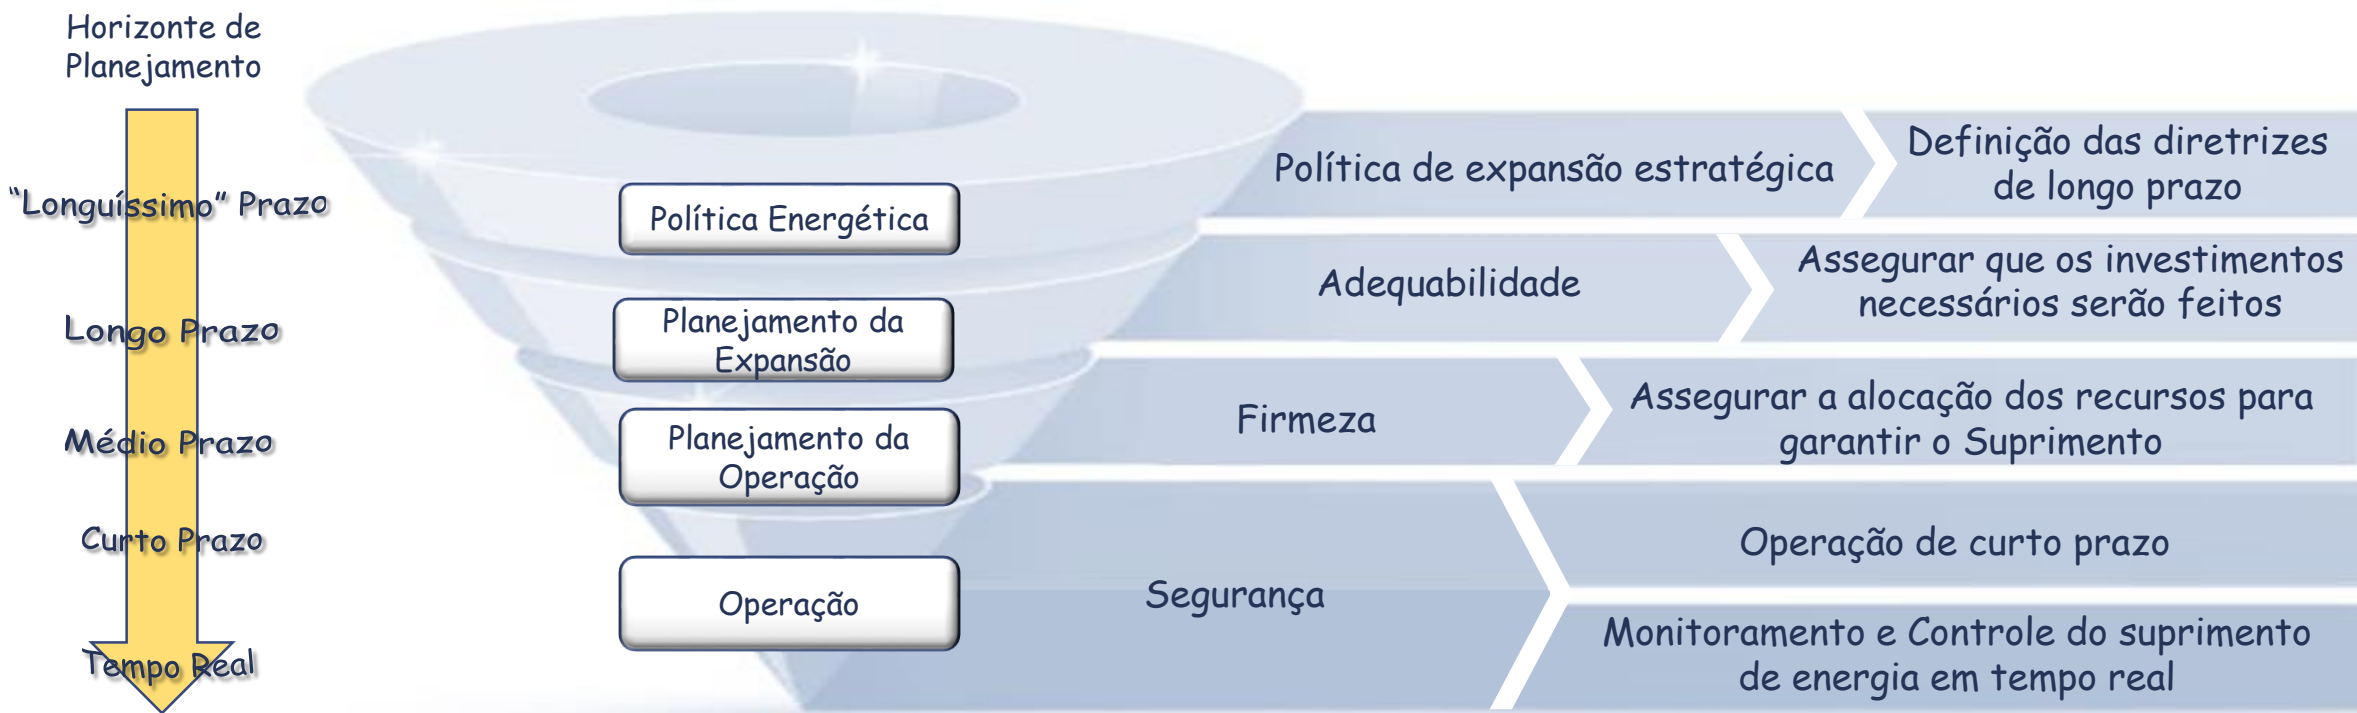 Horizonte de
Planejamento
"Longuíssimo" Prazo
Longo Prazo
Médio Prazo
Curto Prazo
Tempo Real
Política Energética
Planejamento da
Expansão
Planejamento da
Operação
Operação
Política de expansão estratégica
Definição das diretrizes
de longo prazo
Adequabilidade
Assegurar que os investimentos
necessários serão feitos
Firmeza
Assegurar a alocação dos recursos para
garantir o Suprimento
Segurança
Operação de curto prazo
Monitoramento e Controle do suprimento
de energia em tempo real